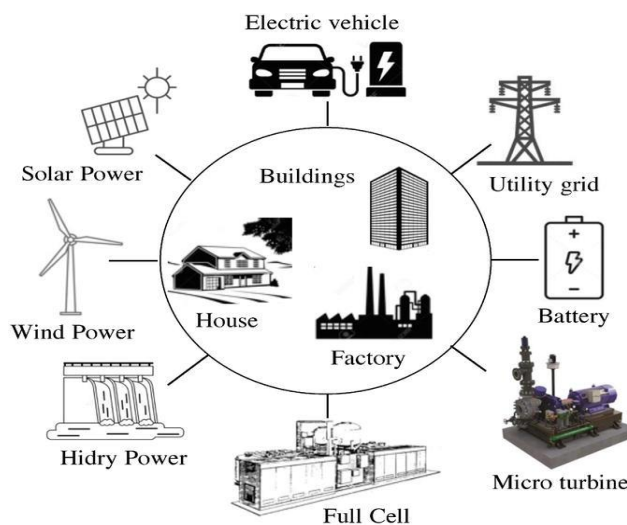 Electric vehicle
Solar Power
Buildings
Utility grid
Wind Power
House
Factory
Battery
Hidry Power
Full Cell
Micro turbine